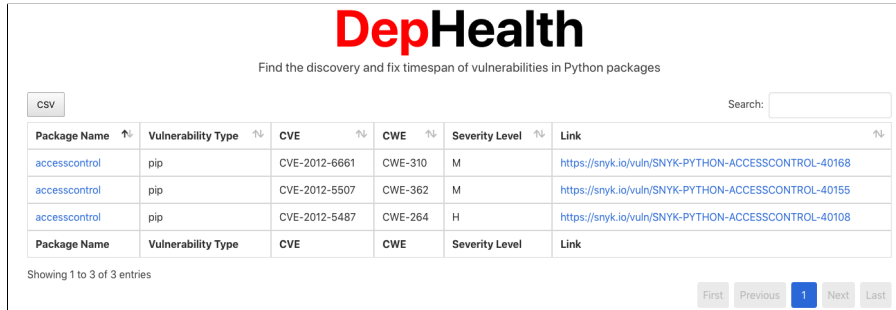 DepHealth
Find the discovery and fix timespan of vulnerabilities in Python packages
CSV Search:
Package Name Vulnerability Type CVE CWE Severity Level Link
accesscontrol pip CVE-2012-6661 CWE-310 M https://snyk.io/vuln/SNYK-PYTHON-ACCESSCONTROL-40168
accesscontrol pip CVE-2012-5507 CWE-362 M https://snyk.io/vuln/SNYK-PYTHON-ACCESSCONTROL-40155
accesscontrol pip CVE-2012-5487 CWE-264 H https://snyk.io/vuln/SNYK-PYTHON-ACCESSCONTROL-40108
Package Name Vulnerability Type CVE CWE Severity Level Link
Showing 1 to 3 of 3 entries
First Previous 1 Next Last